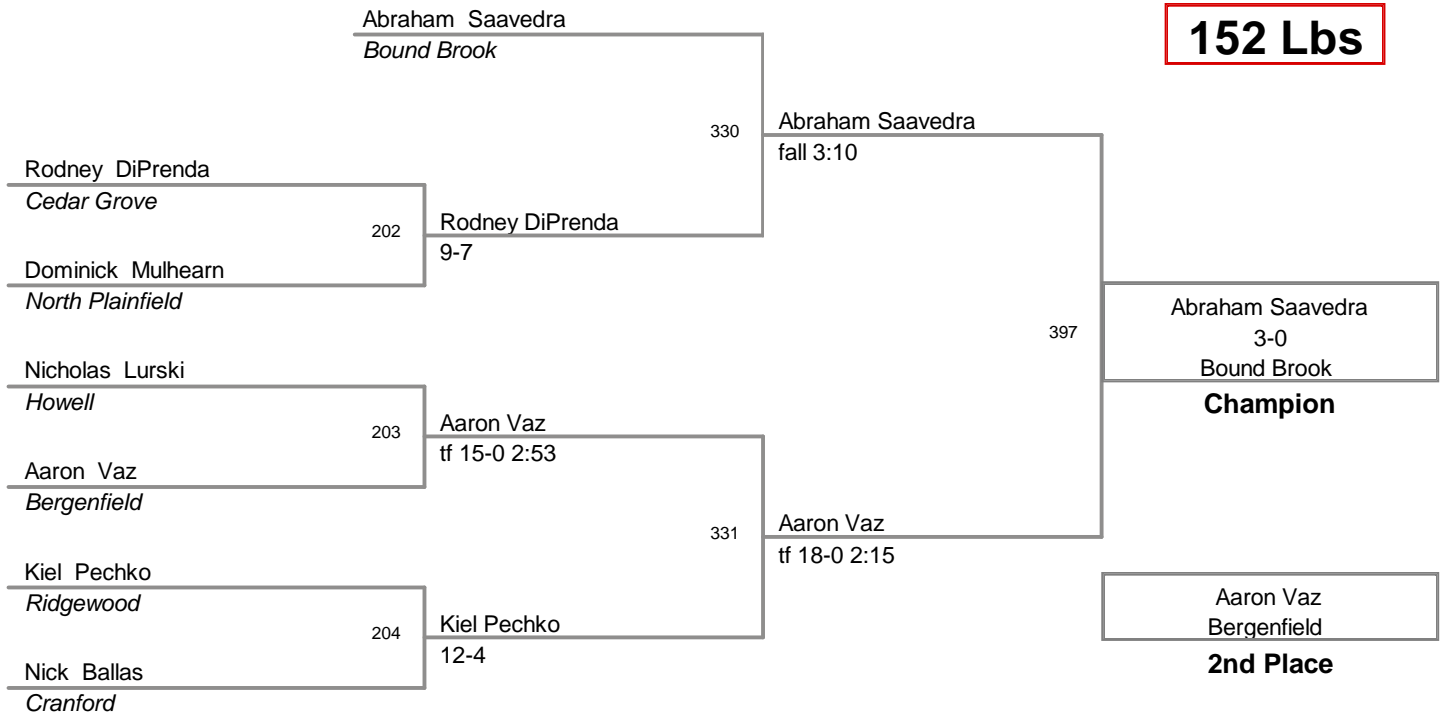 Abraham Saavedra
Bound Brook
152 Lbs
330
Abraham Saavedra
fall 3:10
Rodney DiPrenda
Cedar Grove
202
Rodney DiPrenda
9-7
Dominick Mulhearn
North Plainfield
397
Abraham Saavedra
3-0
Bound Brook
Champion
Nicholas Lurski
Howell
203
Aaron Vaz
tf 15-0 2:53
Aaron Vaz
Bergenfield
331
Aaron Vaz
tf 18-0 2:15
Kiel Pechko
Ridgewood
204
Kiel Pechko
12-4
Nick Ballas
Cranford
Aaron Vaz
Bergenfield
2nd Place